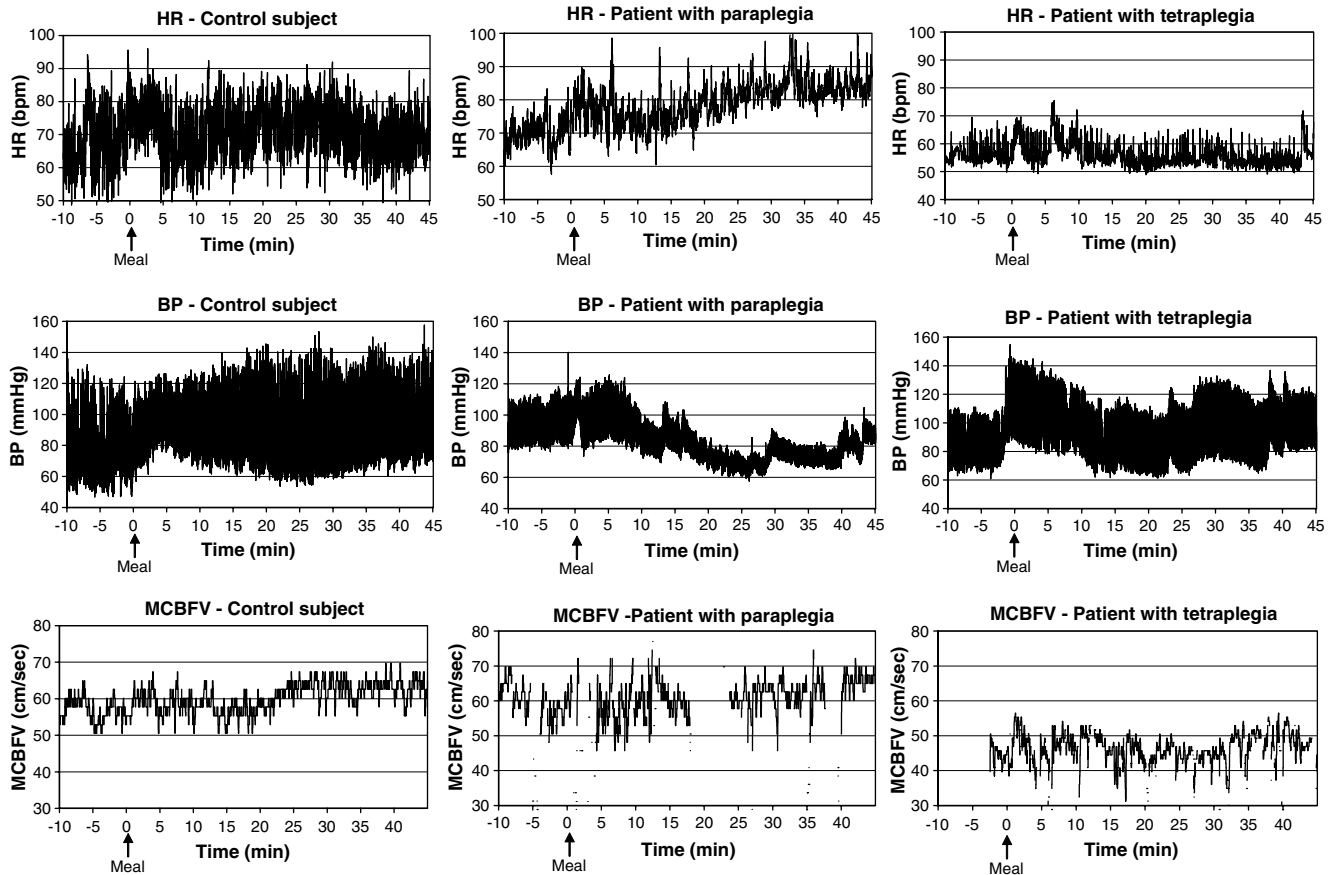 HR - Control subject
HR (bpm)
100
90
80
70
60
50
-10 -5 0 5 10 15 20 25 30 35 40 45
Time (min)
Meal
HR - Patient with paraplegia
HR (bpm)
100
90
80
70
60
50
-10 -5 0 5 10 15 20 25 30 35 40 45
Time (min)
Meal
HR - Patient with tetraplegia
HR (bpm)
100
90
80
70
60
50
40
-10 -5 0 5 10 15 20 25 30 35 40 45
Time (min)
Meal
BP - Control subject
BP (mmHg)
160
140
120
100
80
60
40
-10 -5 0 5 10 15 20 25 30 35 40 45
Time (min)
Meal
BP - Patient with paraplegia
BP (mmHg)
160
140
120
100
80
60
40
-10 -5 0 5 10 15 20 25 30 35 40 45
Time (min)
Meal
BP - Patient with tetraplegia
BP (mmHg)
160
140
120
100
80
60
40
-10 -5 0 5 10 15 20 25 30 35 40 45
Time (min)
Meal
MCBFV - Control subject
MCBFV (cm/sec)
80
70
60
50
40
30
-10 -5 0 5 10 15 20 25 30 35 40
Time (min)
Meal
MCBFV -Patient with paraplegia
MCBFV (cm/sec)
80
70
60
50
40
30
-10 -5 0 5 10 15 20 25 30 35 40
Time (min)
Meal
MCBFV - Patient with tetraplegia
MCBFV (cm/sec)
80
70
60
50
40
30
-10 -5 0 5 10 15 20 25 30 35 40
Time (min)
Meal